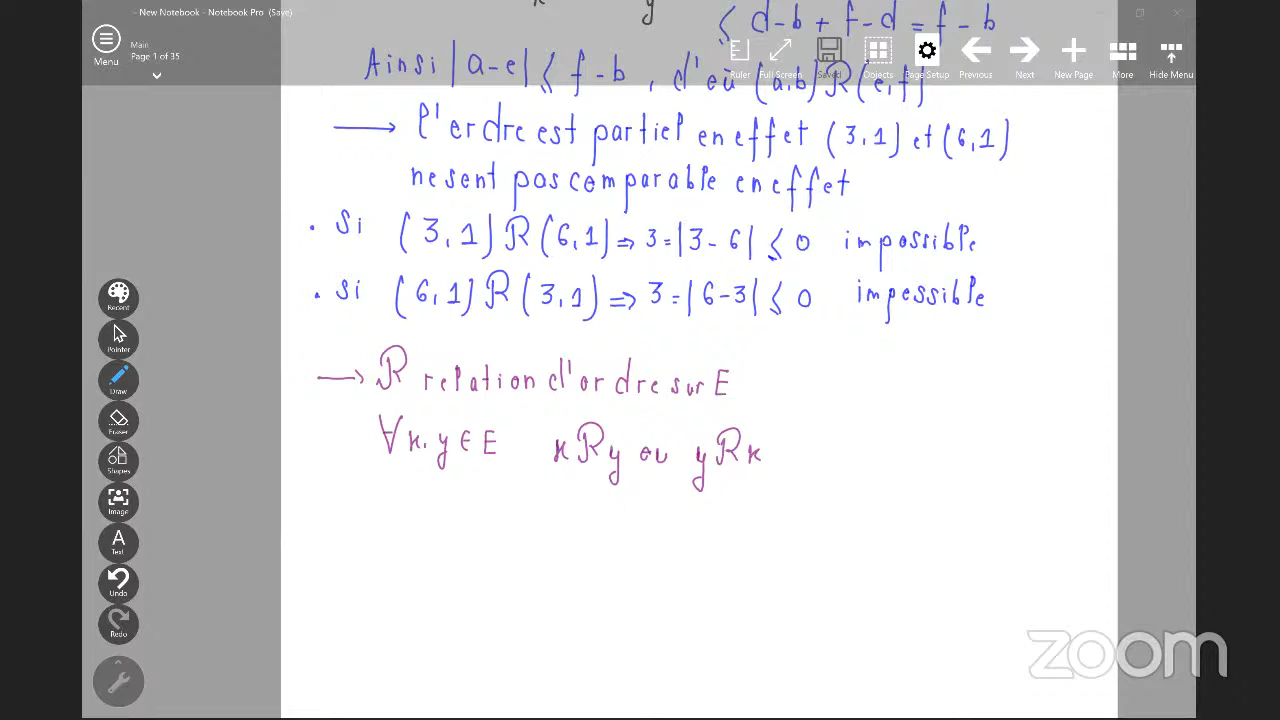 - New Notebook - Notebook Pro (Save)
Menu
Main
Page 1 of 35
Ruler
Full Screen
Saved
Objects
Page Setup
Previous
Next
New Page
More
Hide Menu
≤ d-b + f-d = f-b
Ainsi |a-e| ≤ f-b, d'où (a,b) R (e,f)
→ l'ordre est partiel en effet (3,1) et (6,1)
ne sont pas comparable en effet
. Si (3,1) R (6,1) ⇒ 3 = |3-6| ≤ 0 impossible
. si (6,1) R (3,1) ⇒ 3 = |6-3| ≤ 0 impossible
→ R relation d'ordre sur E
∀x,y ∈ E xRy ou yRx
Recent
Pointer
Draw
Eraser
Shapes
Image
A
Text
Undo
Redo
zoom